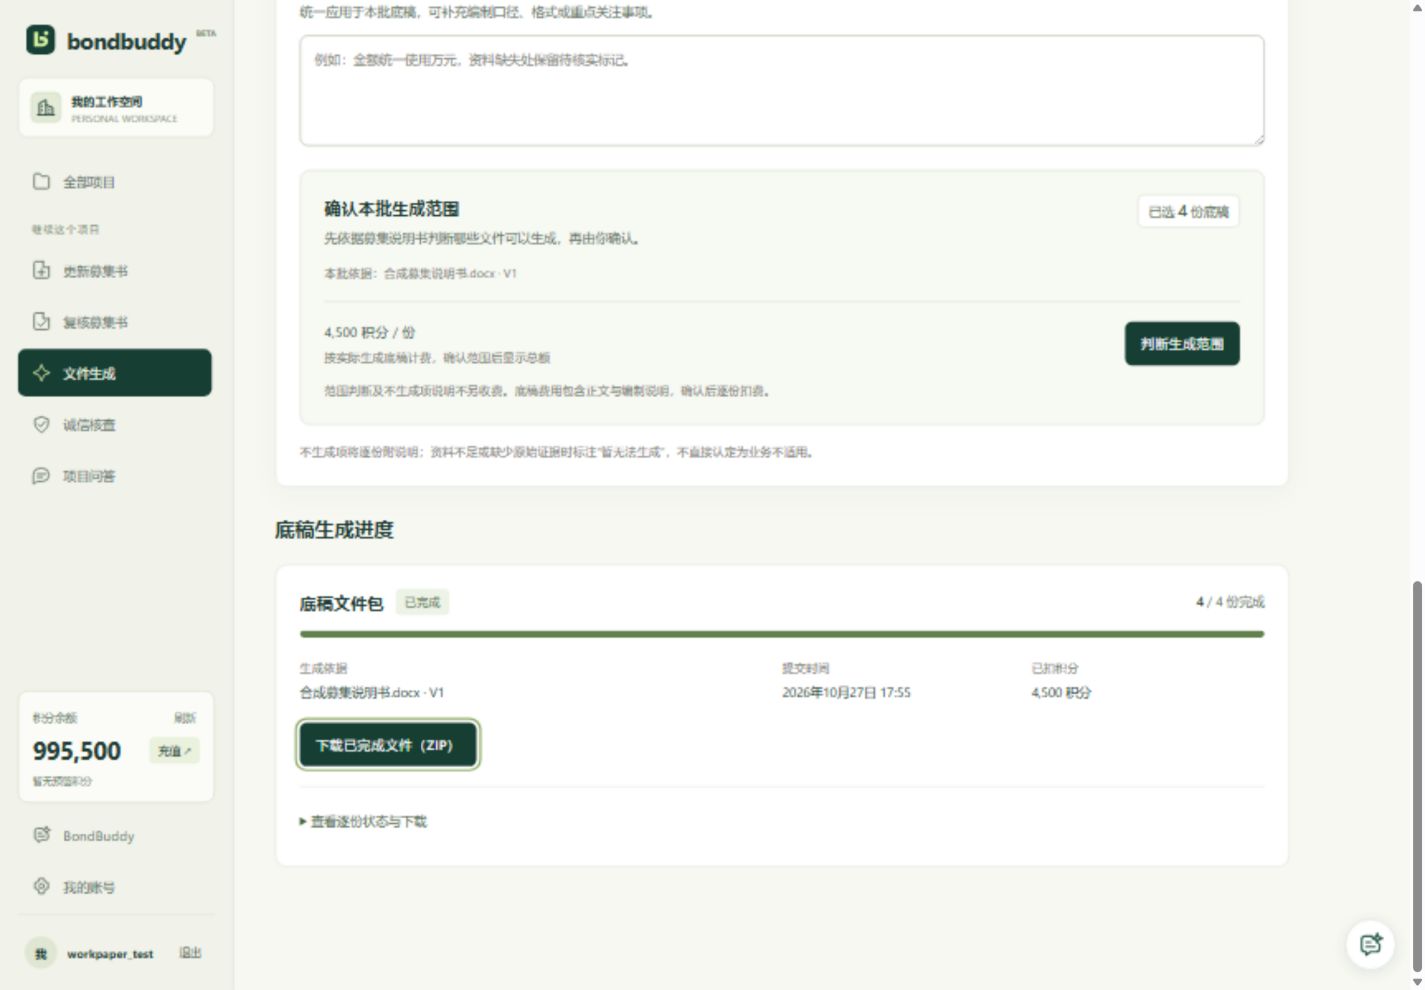 bondbuddy BETA
我的工作空间
PERSONAL WORKSPACE
全部项目
继续这个项目
更新募集书
复核募集书
文件生成
诚信核查
项目问答
积分余额 刷新
995,500 充值↗
暂无预留积分
BondBuddy
我的账号
我 workpaper_test 退出
统一应用于本批底稿，可补充编制口径、格式或重点关注事项。
例如：金额统一使用万元，资料缺失处保留待核实标记。
确认本批生成范围 已选 4 份底稿
先依据募集说明书判断哪些文件可以生成，再由你确认。
本批依据：合成募集说明书.docx · V1
4,500 积分 / 份
按实际生成底稿计费，确认范围后显示总额
判断生成范围
范围判断及不生成项说明不另收费。底稿费用包含正文与编制说明，确认后逐份扣费。
不生成项将逐份附说明；资料不足或缺少原始证据时标注“暂无法生成”，不直接认定为业务不适用。
底稿生成进度
底稿文件包 已完成 4 / 4 份完成
生成依据 提交时间 已扣积分
合成募集说明书.docx · V1 2026年10月27日 17:55 4,500 积分
下载已完成文件（ZIP）
▶ 查看逐份状态与下载